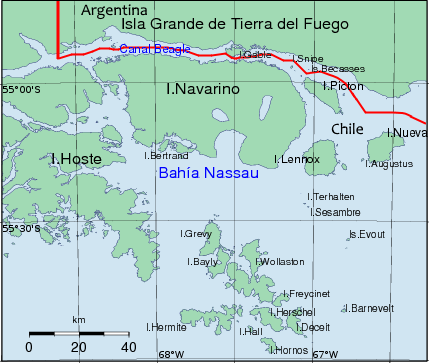 Argentina
Isla Grande de Tierra del Fuego
Canal Beagle
I.Gable
I.Snipe
Is.Becasses
55°00'S
I.Navarino
I.Picton
Chile
I.Nueva
I.Hoste
I.Bertrand
I.Lennox
I.Augustus
Bahía Nassau
I.Terhalten
I.Sesambre
55°30'S
I.Grevy
Is.Evout
I.Bayly
I.Wollaston
I.Freycinet
I.Herschel
I.Barnevelt
km
I.Hermite
I.Hall
I.Deceit
0 20 40
I.Hornos
68°W
67°W